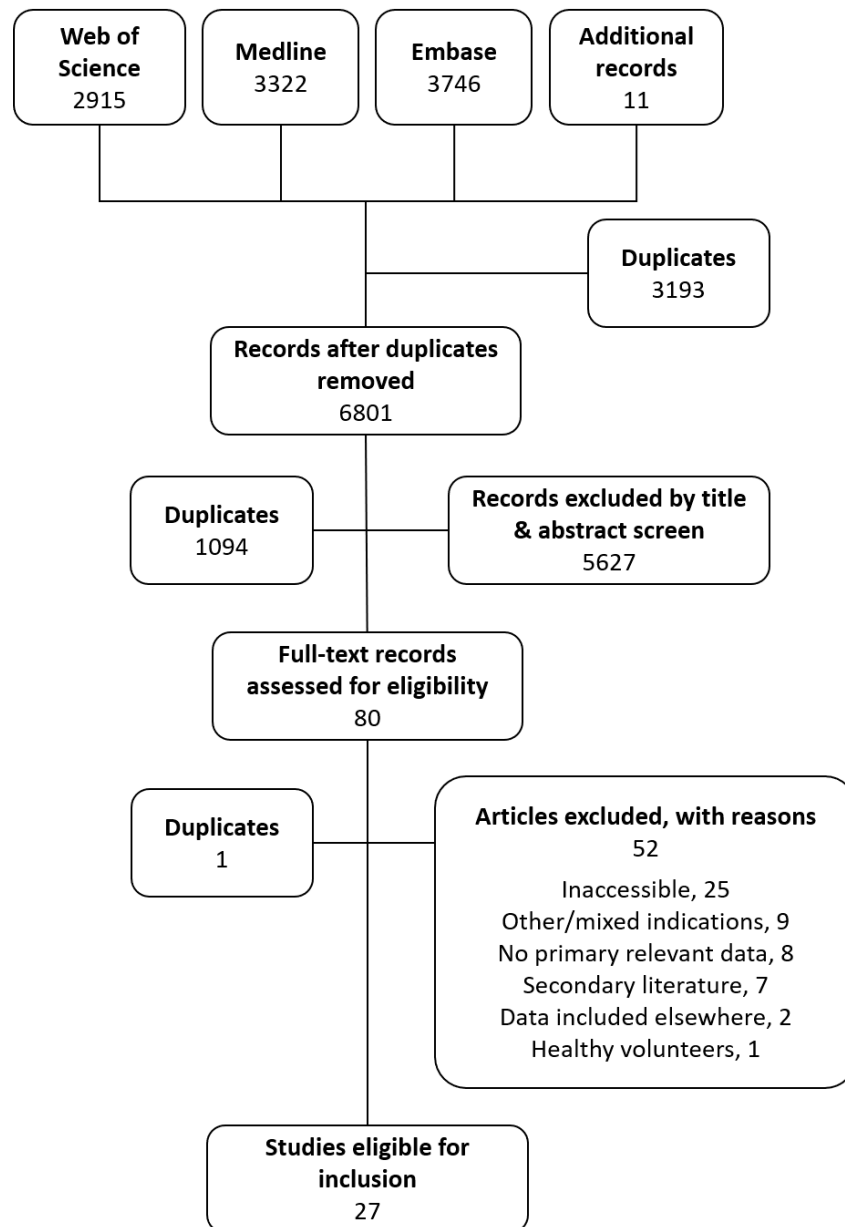 Web of
Science
2915
Medline
3322
Embase
3746
Additional
records
11
Duplicates
3193
Records after duplicates
removed
6801
Duplicates
1094
Records excluded by title
& abstract screen
5627
Full-text records
assessed for eligibility
80
Duplicates
1
Articles excluded, with reasons
52
Inaccessible, 25
Other/mixed indications, 9
No primary relevant data, 8
Secondary literature, 7
Data included elsewhere, 2
Healthy volunteers, 1
Studies eligible for
inclusion
27